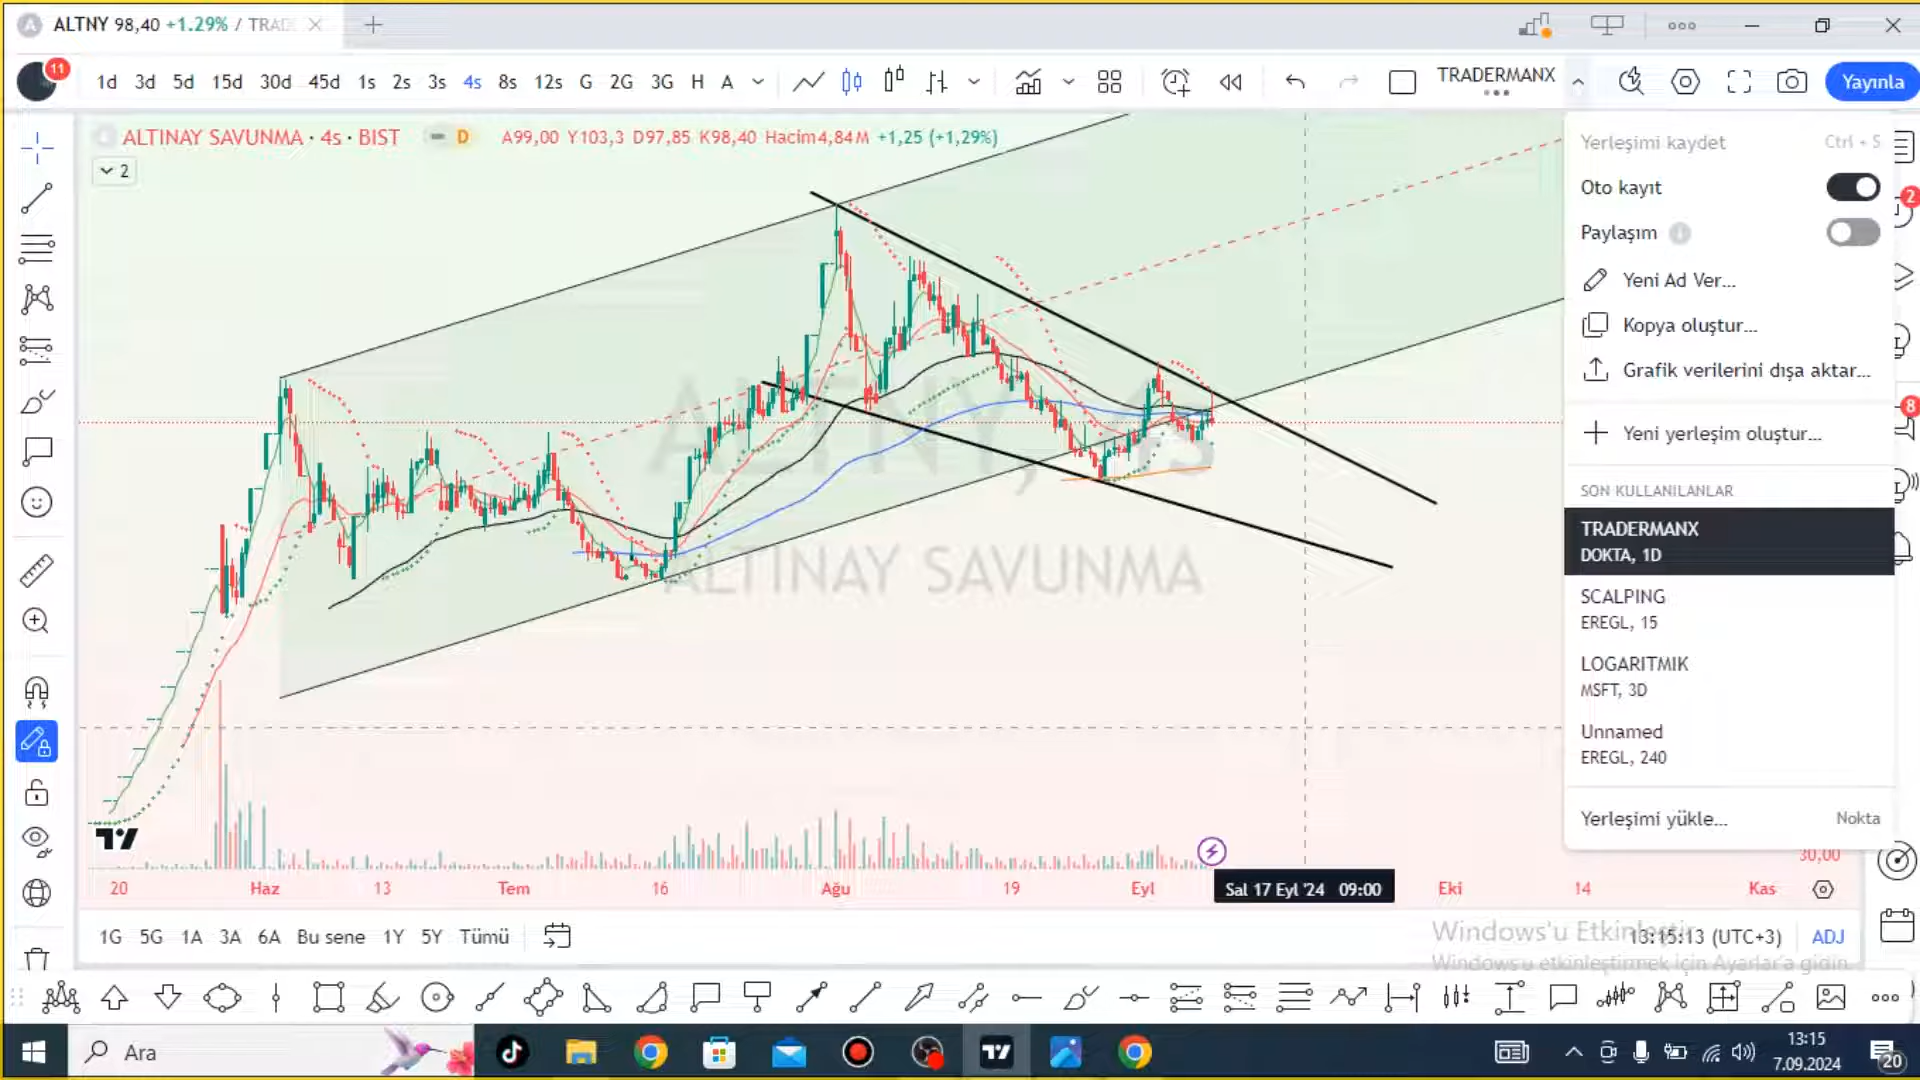 ALTNY 98,40 +1.29% / TRAD
11
1d 3d 5d 15d 30d 45d 1s 2s 3s 4s 8s 12s G 2G 3G H A
TRADERMANX
Yayınla
ALTINAY SAVUNMA · 4s · BIST
D
A99,00 Y103,3 D97,85 K98,40 Hacim4,84M +1,25 (+1,29%)
2
Yerleşimi kaydet Ctrl + S
Oto kayıt
Paylaşım
Yeni Ad Ver...
Kopya oluştur...
Grafik verilerini dışa aktar...
Yeni yerleşim oluştur...
SON KULLANILANLAR
TRADERMANX
DOKTA, 1D
SCALPING
EREGL, 15
LOGARITMIK
MSFT, 3D
Unnamed
EREGL, 240
Yerleşimi yükle... Nokta
2
8
ALTNY, 4s
ALTINAY SAVUNMA
30,00
20 Haz 13 Tem 16 Ağu 19 Eyl Sal 17 Eyl '24 09:00 Eki 14 Kas
1G 5G 1A 3A 6A Bu sene 1Y 5Y Tümü
13:15:13 (UTC+3) ADJ
Windows'u Etkinleştir
Windows'u etkinleştirmek için Ayarlar'a gidin.
Ara
13:15
7.09.2024
20